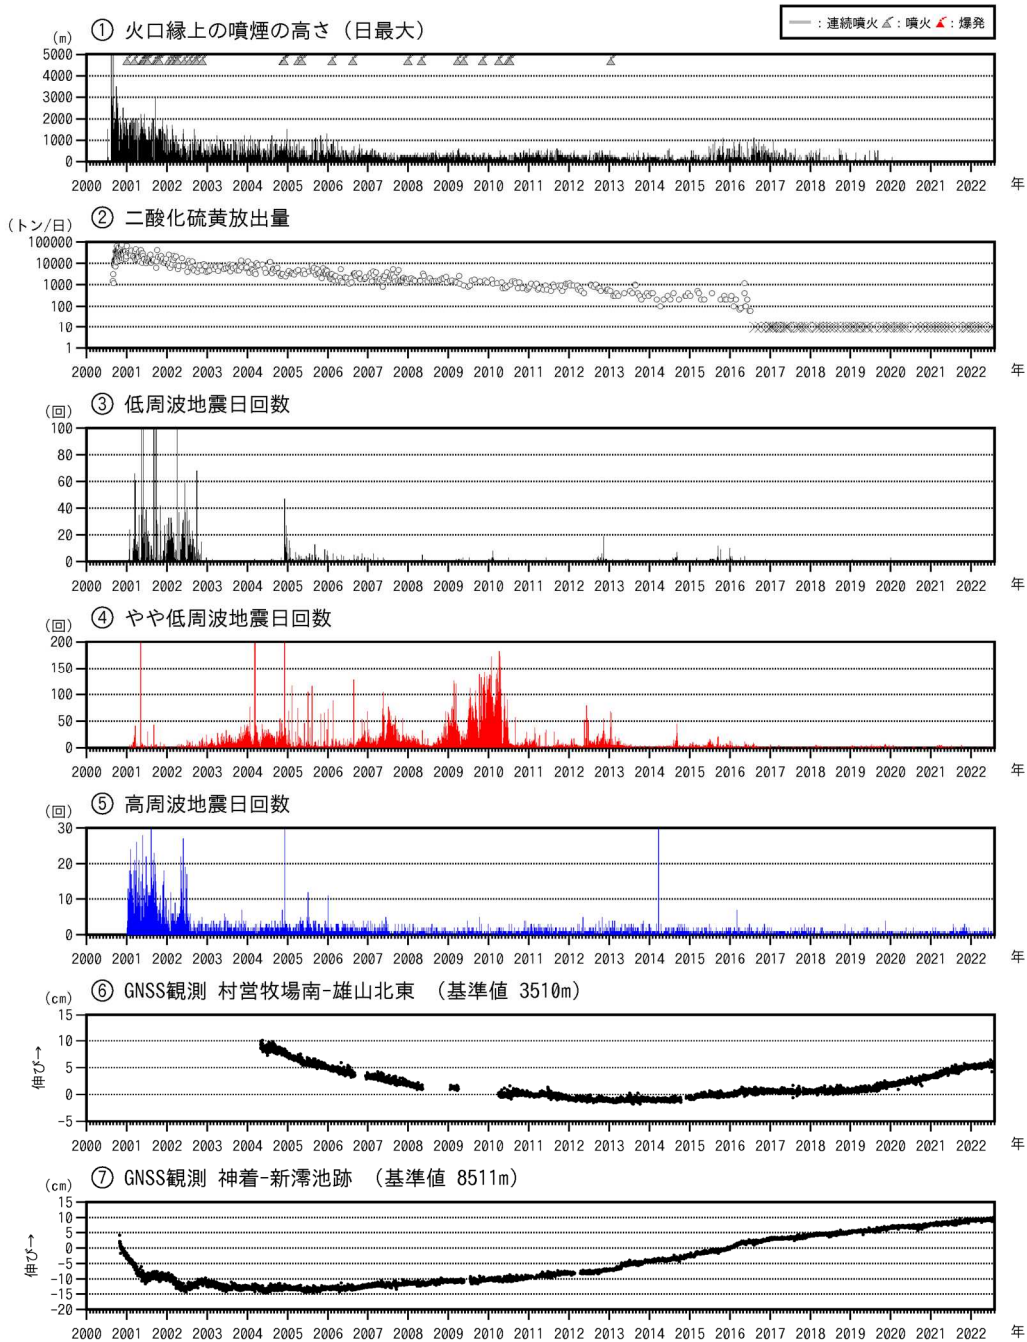 ━━ : 連続噴火 : 噴火 : 爆発
① 火口縁上の噴煙の高さ (日最大)
(m)
5000
4000
3000
2000
1000
0
2000 2001 2002 2003 2004 2005 2006 2007 2008 2009 2010 2011 2012 2013 2014 2015 2016 2017 2018 2019 2020 2021 2022 年
② 二酸化硫黄放出量
(トン/日)
100000
10000
1000
100
10
1
2000 2001 2002 2003 2004 2005 2006 2007 2008 2009 2010 2011 2012 2013 2014 2015 2016 2017 2018 2019 2020 2021 2022 年
③ 低周波地震日回数
(回)
100
80
60
40
20
0
2000 2001 2002 2003 2004 2005 2006 2007 2008 2009 2010 2011 2012 2013 2014 2015 2016 2017 2018 2019 2020 2021 2022 年
④ やや低周波地震日回数
(回)
200
150
100
50
0
2000 2001 2002 2003 2004 2005 2006 2007 2008 2009 2010 2011 2012 2013 2014 2015 2016 2017 2018 2019 2020 2021 2022 年
⑤ 高周波地震日回数
(回)
30
20
10
0
2000 2001 2002 2003 2004 2005 2006 2007 2008 2009 2010 2011 2012 2013 2014 2015 2016 2017 2018 2019 2020 2021 2022 年
⑥ GNSS観測 村営牧場南-雄山北東 (基準値 3510m)
(cm)
伸び→
15
10
5
0
-5
2000 2001 2002 2003 2004 2005 2006 2007 2008 2009 2010 2011 2012 2013 2014 2015 2016 2017 2018 2019 2020 2021 2022 年
⑦ GNSS観測 神着-新澪池跡 (基準値 8511m)
(cm)
伸び→
15
10
5
0
-5
-10
-15
-20
2000 2001 2002 2003 2004 2005 2006 2007 2008 2009 2010 2011 2012 2013 2014 2015 2016 2017 2018 2019 2020 2021 2022 年